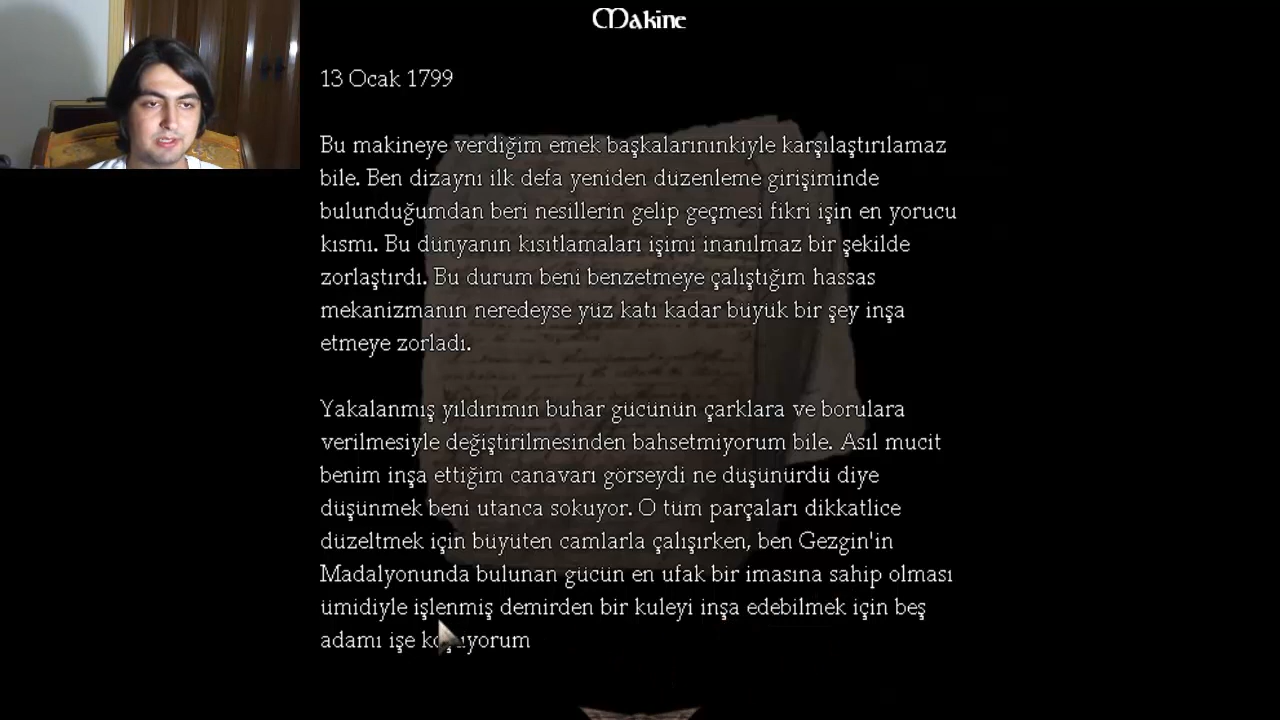 Makine
13 Ocak 1799
Bu makineye verdiğim emek başkalarınınkiyle karşılaştırılamaz
bile. Ben dizaynı ilk defa yeniden düzenleme girişiminde
bulunduğumdan beri nesillerin gelip geçmesi fikri işin en yorucu
kısmı. Bu dünyanın kısıtlamaları işimi inanılmaz bir şekilde
zorlaştırdı. Bu durum beni benzetmeye çalıştığım hassas
mekanizmanın neredeyse yüz katı kadar büyük bir şey inşa
etmeye zorladı.
Yakalanmış yıldırımın buhar gücünün çarklara ve borulara
verilmesiyle değiştirilmesinden bahsetmiyorum bile. Asıl mucit
benim inşa ettiğim canavarı görseydi ne düşünürdü diye
düşünmek beni utanca sokuyor. O tüm parçaları dikkatlice
düzeltmek için büyüten camlarla çalışırken, ben Gezgin'in
Madalyonunda bulunan gücün en ufak bir imasına sahip olması
ümidiyle işlenmiş demirden bir kuleyi inşa edebilmek için beş
adamı işe koşuyorum